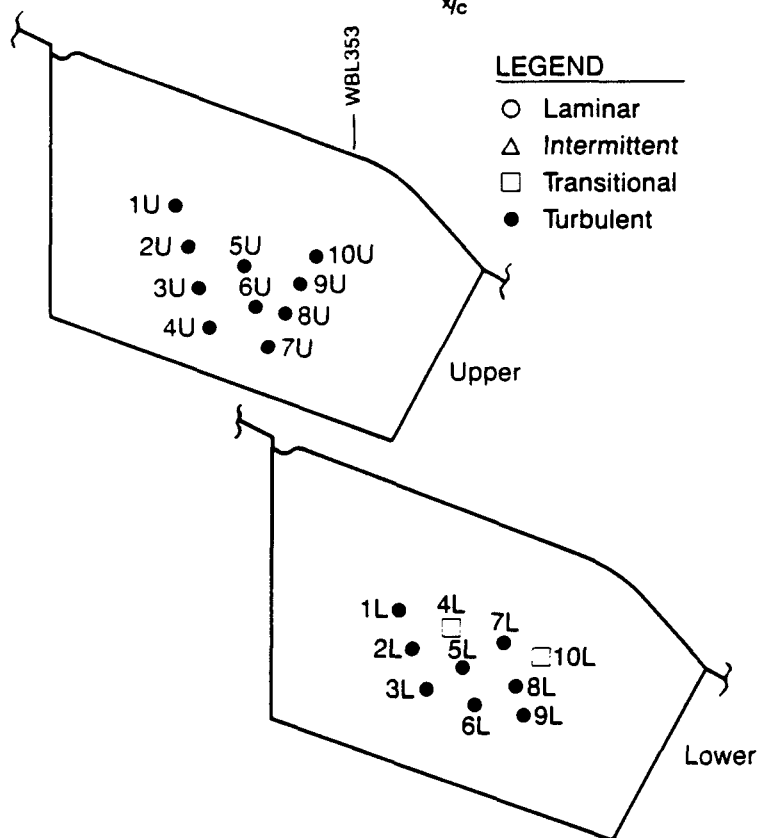 x/c
WBL353
LEGEND
Laminar
Intermittent
Transitional
Turbulent
1U
2U
5U
10U
3U
6U
9U
4U
8U
7U
Upper
1L
4L
7L
2L
5L
10L
3L
8L
6L
9L
Lower